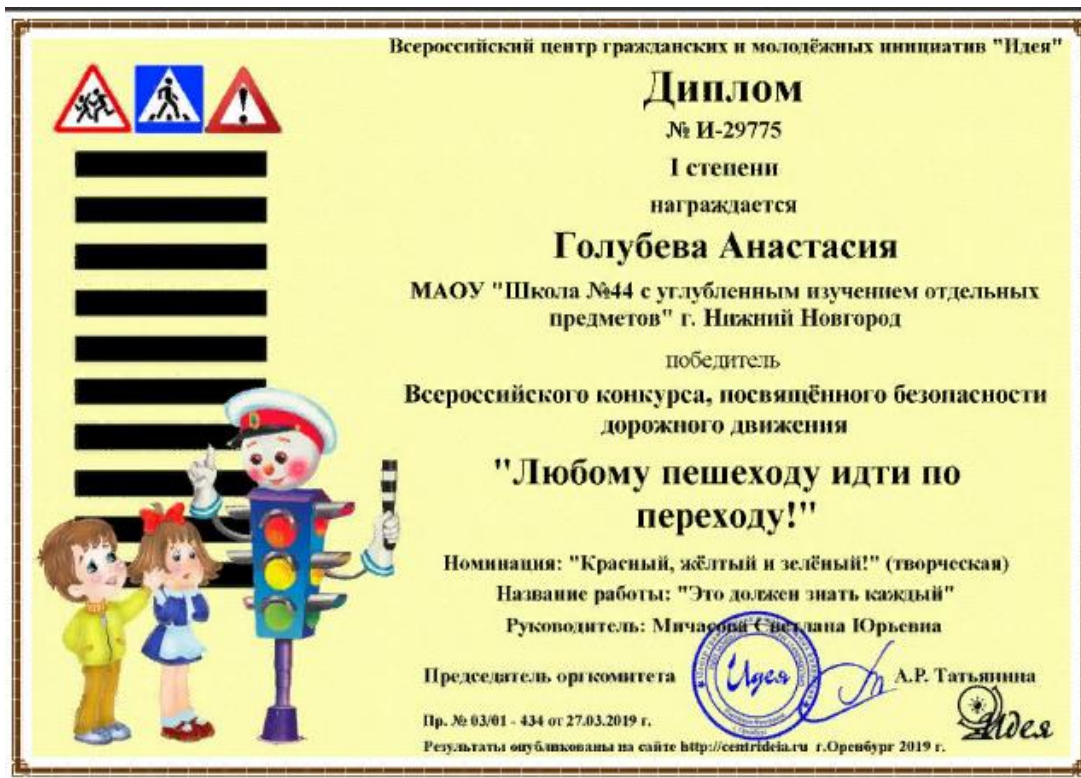 Всероссийский центр гражданских и молодёжных инициатив "Идея"
Диплом
№ И-29775
I степени
награждается
Голубева Анастасия
МАОУ "Школа №44 с углубленным изучением отдельных
предметов" г. Нижний Новгород
победитель
Всероссийского конкурса, посвящённого безопасности
дорожного движения
"Любому пешеходу идти по
переходу!"
Номинация: "Красный, жёлтый и зелёный!" (творческая)
Название работы: "Это должен знать каждый"
Руководитель: Мичасова Светлана Юрьевна
Председатель оргкомитета
Идея
А.Р. Татьянина
Идея
Пр. № 03/01 - 434 от 27.03.2019 г.
Результаты опубликованы на сайте http://centrideia.ru г.Оренбург 2019 г.